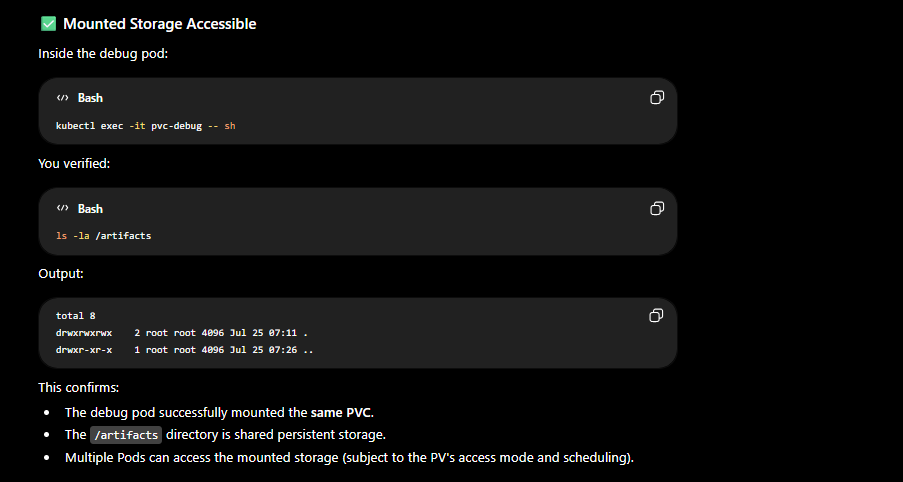 ✅ Mounted Storage Accessible
Inside the debug pod:
</> Bash
kubectl exec -it pvc-debug -- sh
You verified:
</> Bash
ls -la /artifacts
Output:
total 8
drwxrwxrwx    2 root root 4096 Jul 25 07:11 .
drwxr-xr-x    1 root root 4096 Jul 25 07:26 ..
This confirms:
• The debug pod successfully mounted the same PVC.
• The /artifacts directory is shared persistent storage.
• Multiple Pods can access the mounted storage (subject to the PV's access mode and scheduling).